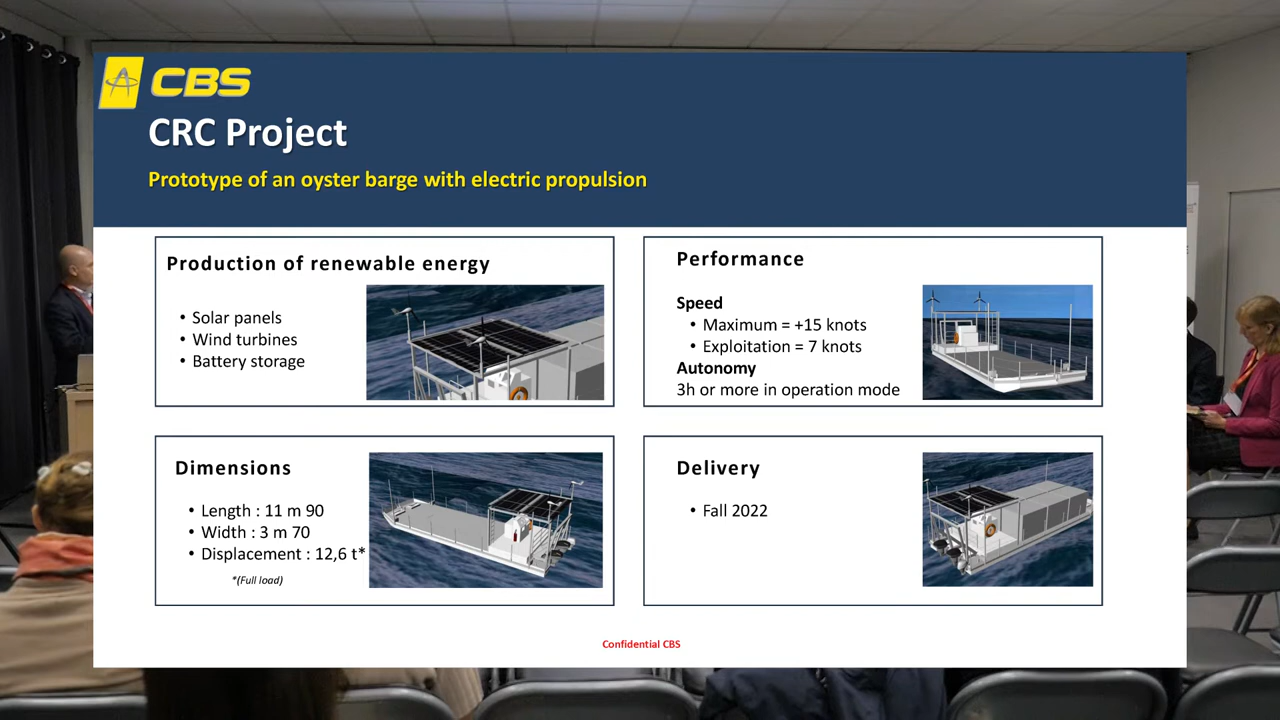 CBS
CRC Project
Prototype of an oyster barge with electric propulsion
Production of renewable energy
• Solar panels
• Wind turbines
• Battery storage
Performance
Speed
• Maximum = +15 knots
• Exploitation = 7 knots
Autonomy
3h or more in operation mode
Dimensions
• Length : 11 m 90
• Width : 3 m 70
• Displacement : 12,6 t*
*(Full load)
Delivery
• Fall 2022
Confidential CBS